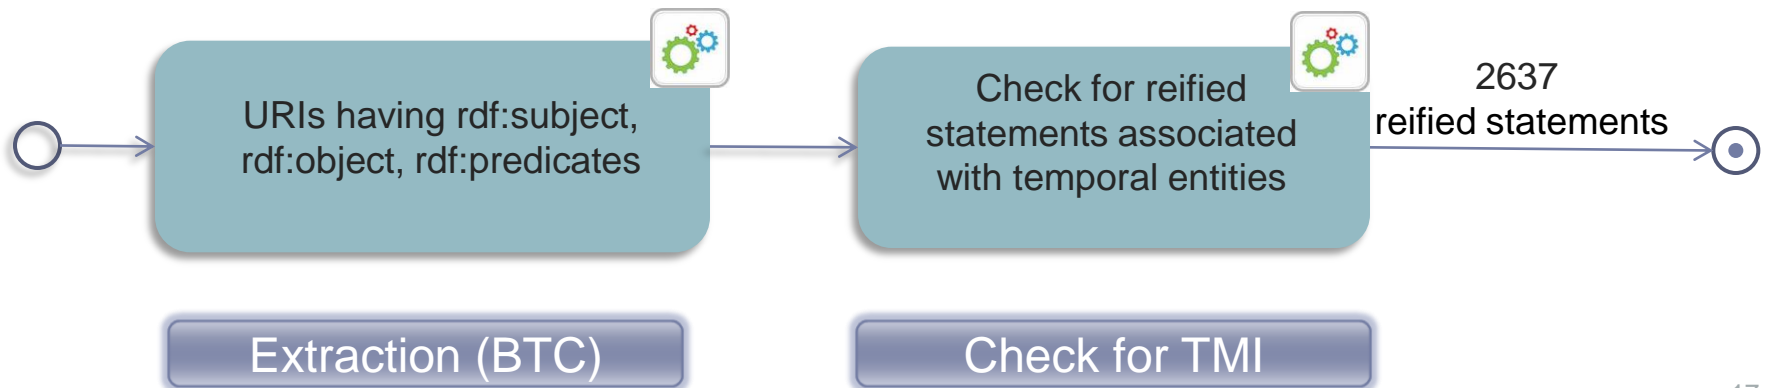 URIs having rdf:subject,
rdf:object, rdf:predicates
Check for reified
statements associated
with temporal entities
2637
reified statements
Extraction (BTC)
Check for TMI